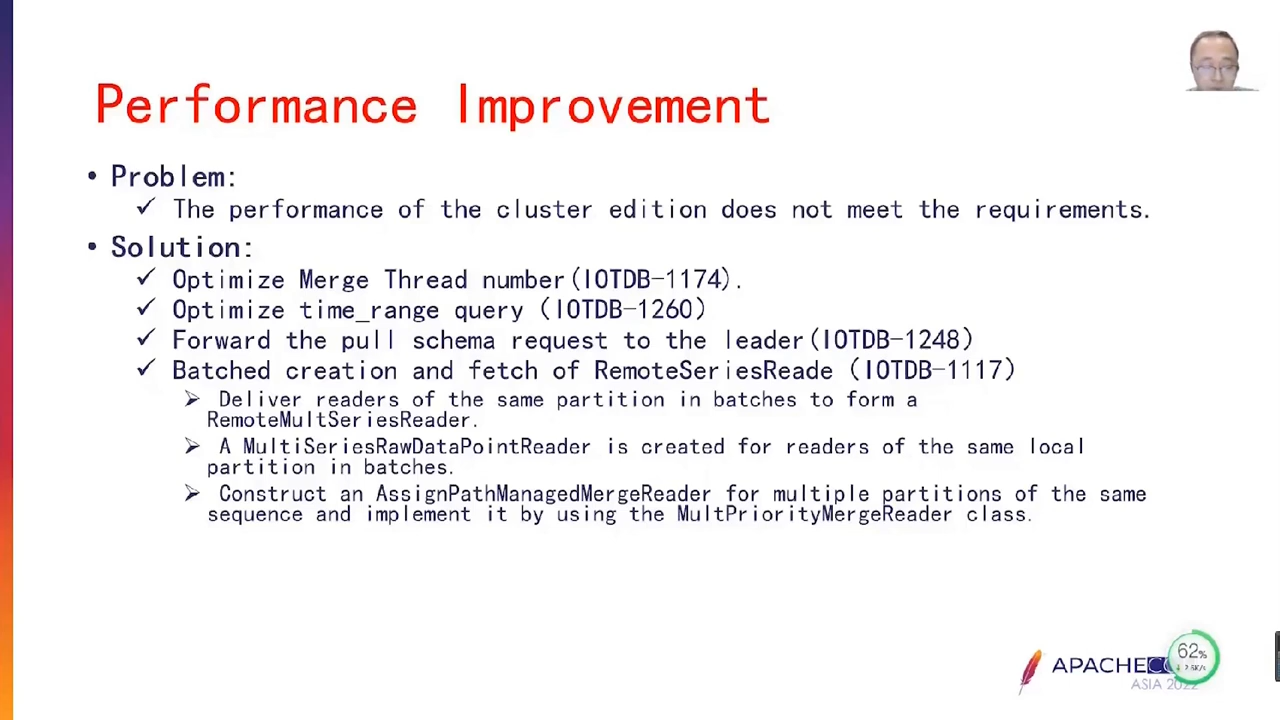 Performance Improvement
• Problem:
✓ The performance of the cluster edition does not meet the requirements.
• Solution:
✓ Optimize Merge Thread number(IOTDB-1174).
✓ Optimize time_range query (IOTDB-1260)
✓ Forward the pull schema request to the leader(IOTDB-1248)
✓ Batched creation and fetch of RemoteSeriesReade (IOTDB-1117)
➢ Deliver readers of the same partition in batches to form a
RemoteMultSeriesReader.
➢ A MultiSeriesRawDataPointReader is created for readers of the same local
partition in batches.
➢ Construct an AssignPathManagedMergeReader for multiple partitions of the same
sequence and implement it by using the MultPriorityMergeReader class.
62%
APACHE
ASIA